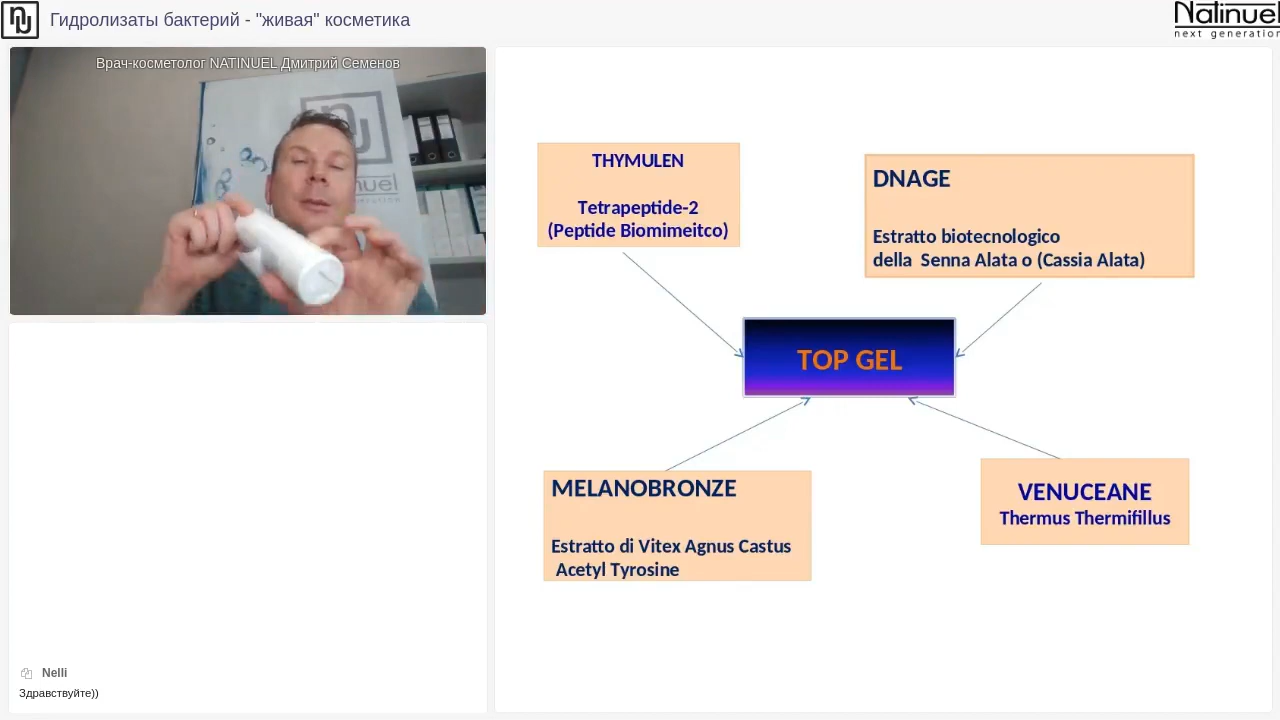 Гидролизаты бактерий - "живая" косметика
Natinuel
next generation
Врач-косметолог NATINUEL Дмитрий Семенов
THYMULEN
Tetrapeptide-2
(Peptide Biomimeitco)
DNAGE
Estratto biotecnologico
della Senna Alata o (Cassia Alata)
TOP GEL
MELANOBRONZE
Estratto di Vitex Agnus Castus
Acetyl Tyrosine
VENUCEANE
Thermus Thermifillus
Nelli
Здравствуйте))